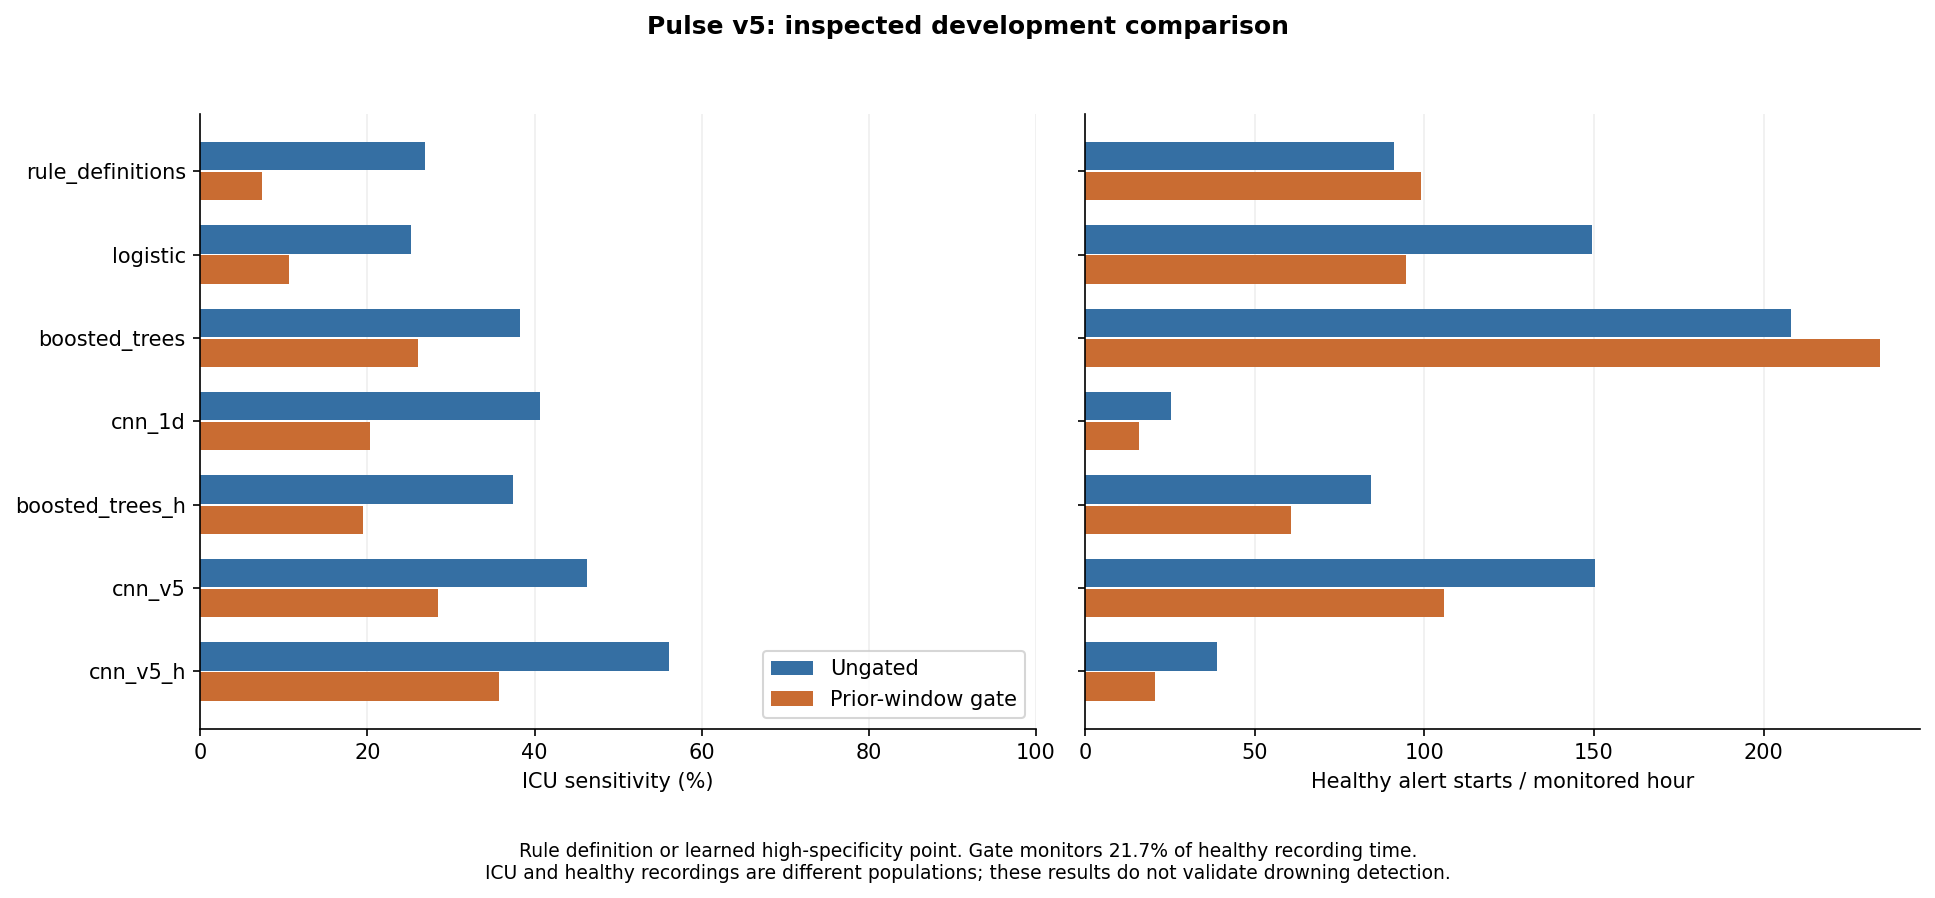 Pulse v5: inspected development comparison
rule_definitions
logistic
boosted_trees
cnn_1d
boosted_trees_h
cnn_v5
cnn_v5_h
Ungated
Prior-window gate
0 20 40 60 80 100
ICU sensitivity (%)
0 50 100 150 200
Healthy alert starts / monitored hour
Rule definition or learned high-specificity point. Gate monitors 21.7% of healthy recording time.
ICU and healthy recordings are different populations; these results do not validate drowning detection.